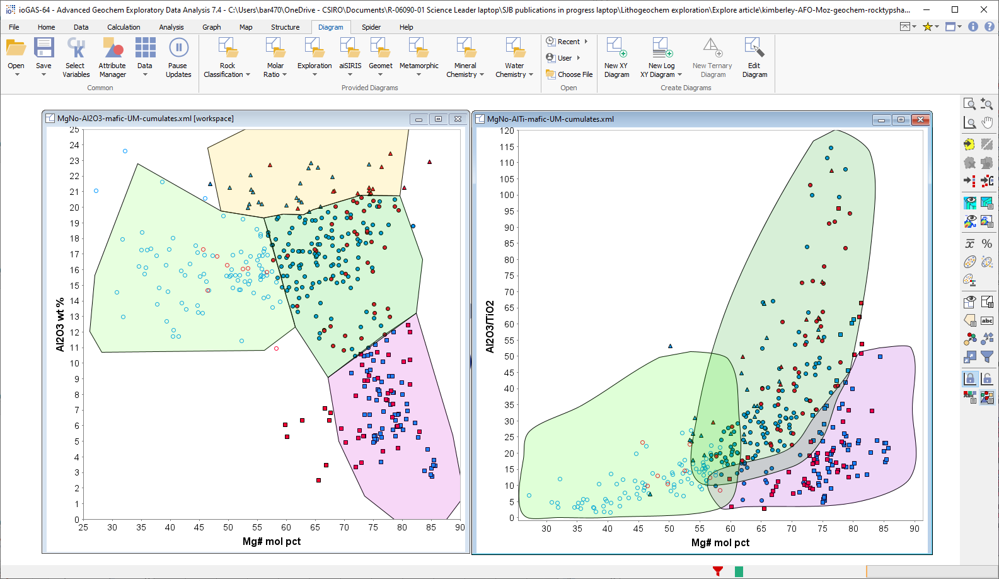 ioGAS-64 - Advanced Geochem Exploratory Data Analysis 7.4 - C:\Users\bar470\OneDrive - CSIRO\Documents\R-06090-01 Science Leader laptop\SJB publications in progress laptop\Lithogeochem exploration\Explore article\kimberley-AFO-Moz-geochem-rocktypsha...
File Home Data Calculation Analysis Graph Map Structure Diagram Spider Help
Open Save Select Variables Attribute Manager Data Pause Updates
Common
Rock Classification Molar Ratio Exploration aiSIRIS Geomet Metamorphic Mineral Chemistry Water Chemistry
Provided Diagrams
Recent
User
Choose File
Open
New XY Diagram New Log XY Diagram New Ternary Diagram Edit Diagram
Create Diagrams
MgNo-Al2O3-mafic-UM-cumulates.xml [workspace]
25
24
23
22
21
20
19
18
17
16
15
14
13
12
11
10
9
8
7
6
5
4
3
2
1
0
Al2O3 wt %
25 30 35 40 45 50 55 60 65 70 75 80 85 90
Mg# mol pct
MgNo-AlTi-mafic-UM-cumulates.xml
120
115
110
105
100
95
90
85
80
75
70
65
60
55
50
45
40
35
30
25
20
15
10
5
0
Al2O3/TiO2
30 35 40 45 50 55 60 65 70 75 80 85 90
Mg# mol pct
x %
abc
ABC